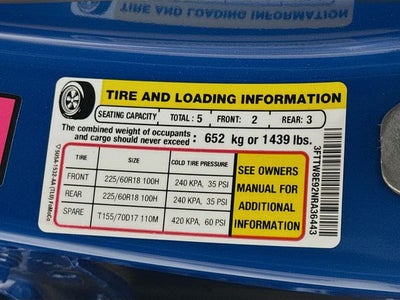 TIRE AND LOADING INFORMATION
SEATING CAPACITY TOTAL : 5 FRONT: 2 REAR: 3
The combined weight of occupants
and cargo should never exceed : 652 kg or 1439 lbs.
TIRE SIZE COLD TIRE PRESSURE
FRONT 225/60R18 100H 240 KPA, 35 PSI
REAR 225/60R18 100H 240 KPA, 35 PSI
SPARE T155/70D17 110M 420 KPA, 60 PSI
SEE OWNERS
MANUAL FOR
ADDITIONAL
INFORMATION
3FTTW8E92NRA36443